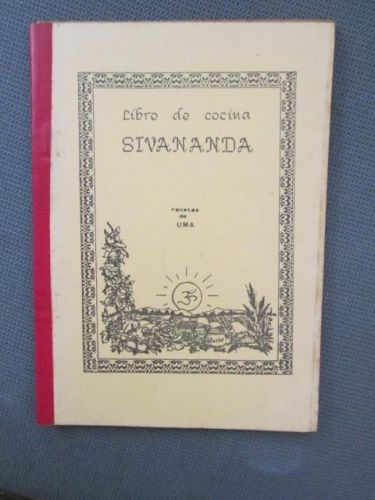 Libro de cocina
SIVANANDA
recetas
de
UMA
ॐ